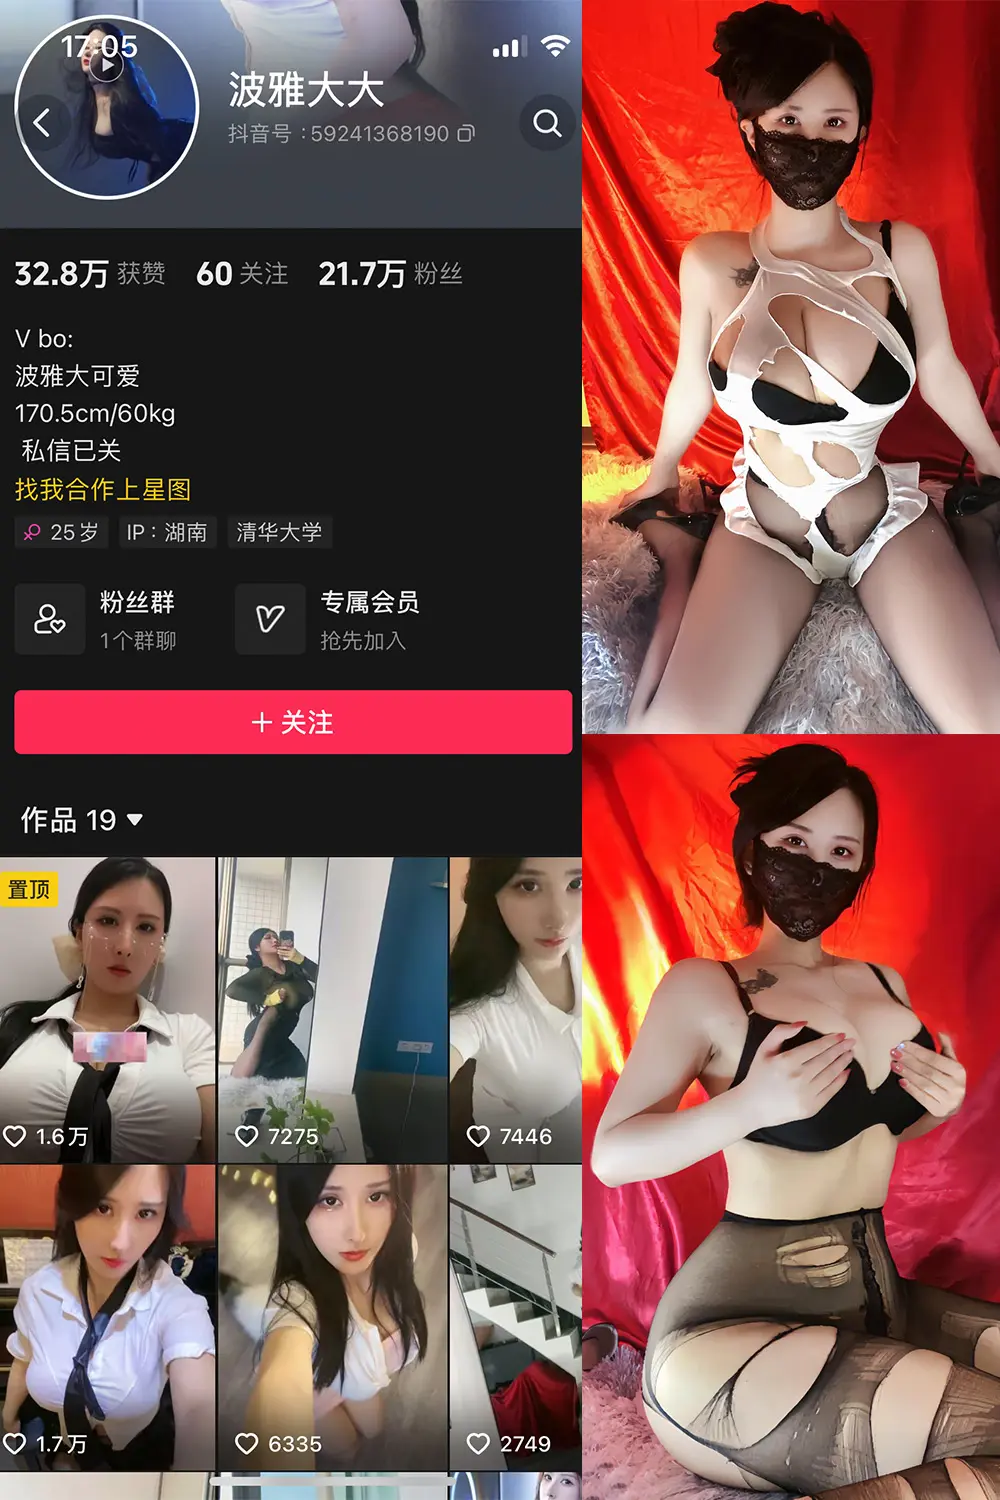 17:05
波雅大大
抖音号：59241368190
32.8万 获赞 60 关注 21.7万 粉丝
V bo:
波雅大可爱
170.5cm/60kg
私信已关
找我合作上星图
25岁 IP：湖南 清华大学
粉丝群 专属会员
1个群聊 抢先加入
+ 关注
作品 19
置顶
1.6万 7275 7446
1.7万 6335 2749